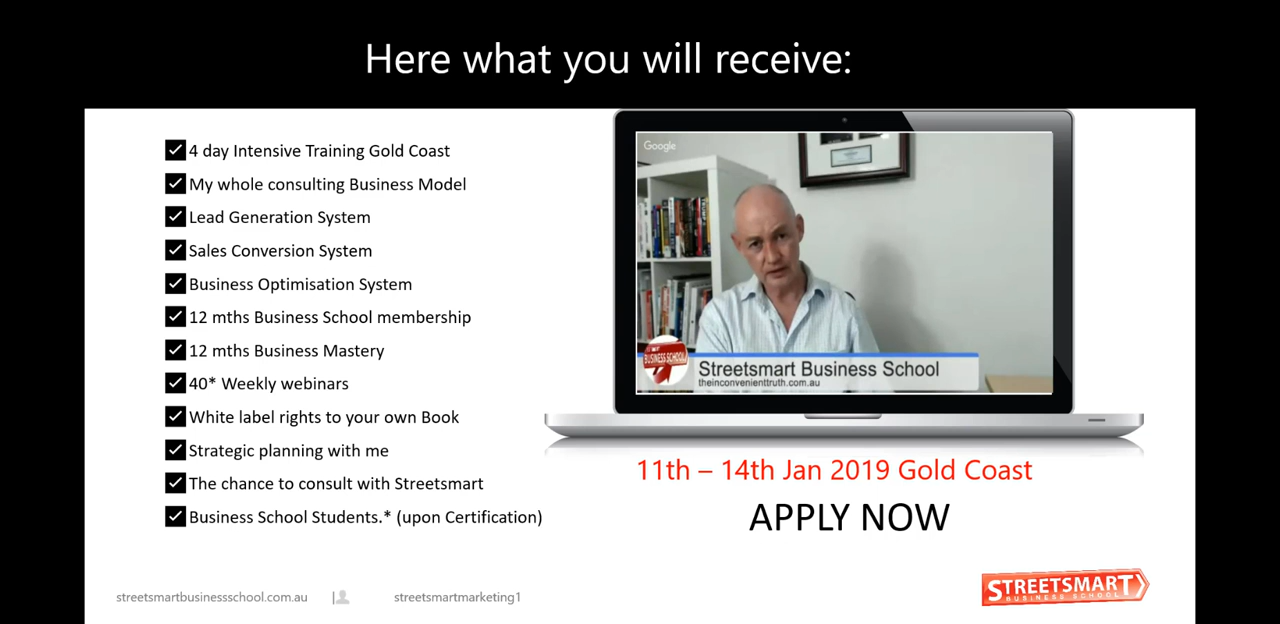 Here what you will receive:
4 day Intensive Training Gold Coast
My whole consulting Business Model
Lead Generation System
Sales Conversion System
Business Optimisation System
12 mths Business School membership
12 mths Business Mastery
40* Weekly webinars
White label rights to your own Book
Strategic planning with me
The chance to consult with Streetsmart
Business School Students.* (upon Certification)
Google
BUSINESS SCHOOL
Streetsmart Business School
theinconvenienttruth.com.au
11th – 14th Jan 2019 Gold Coast
APPLY NOW
streetsmartbusinessschool.com.au
streetsmartmarketing1
STREETSMART
BUSINESS SCHOOL